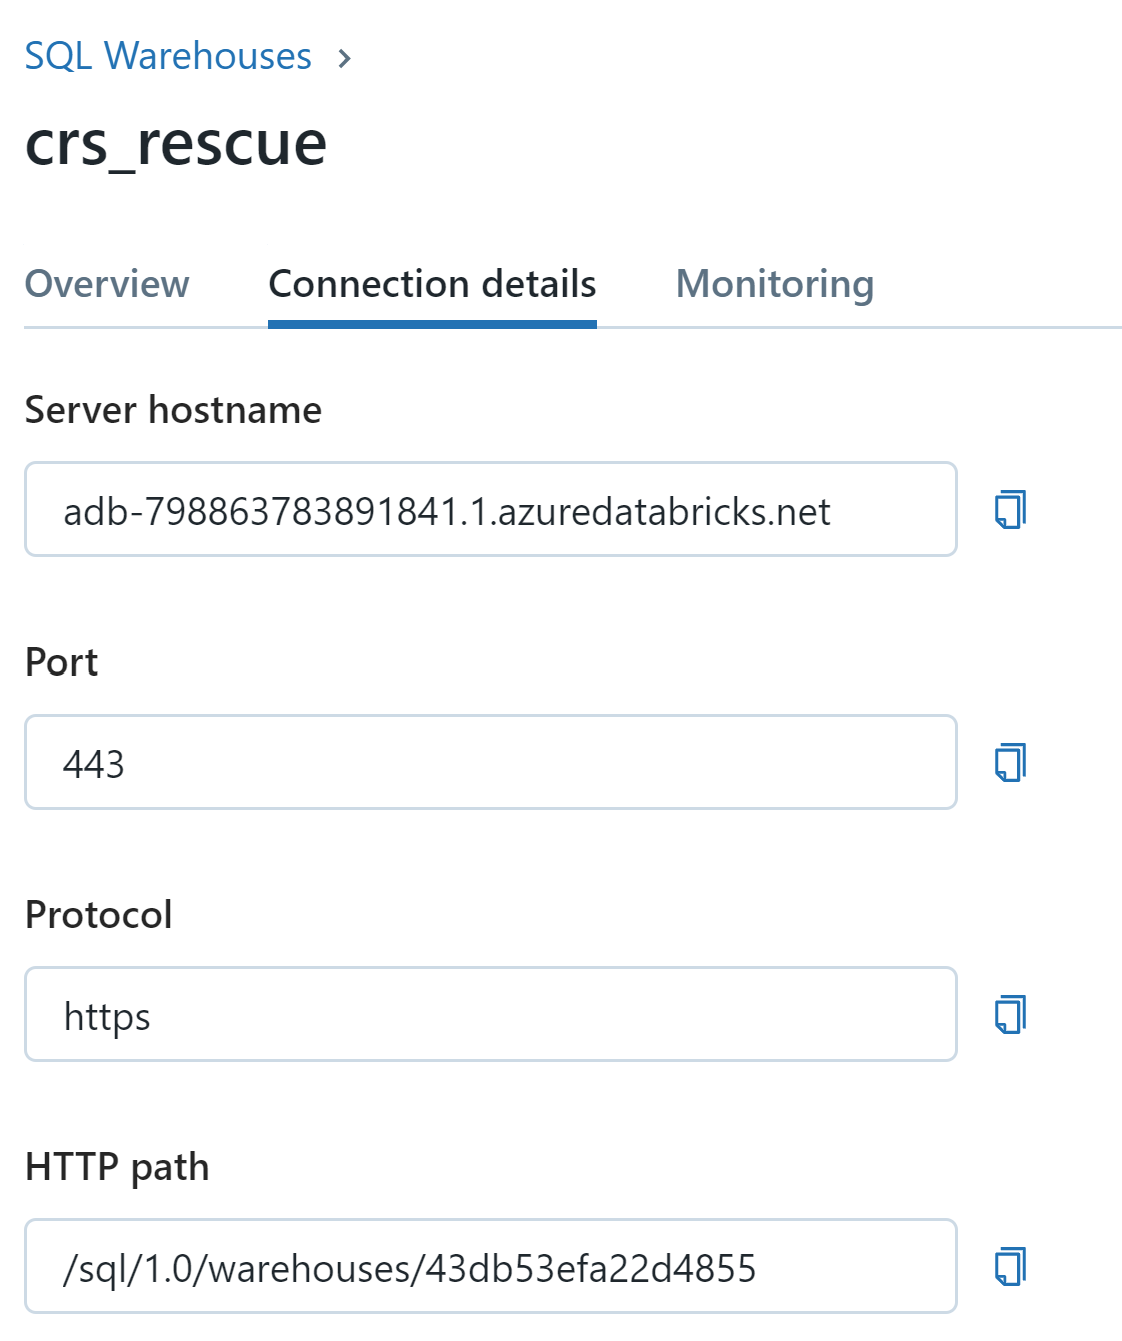 SQL Warehouses >
crs_rescue
Overview Connection details Monitoring
Server hostname
adb-798863783891841.1.azuredatabricks.net
Port
443
Protocol
https
HTTP path
/sql/1.0/warehouses/43db53efa22d4855